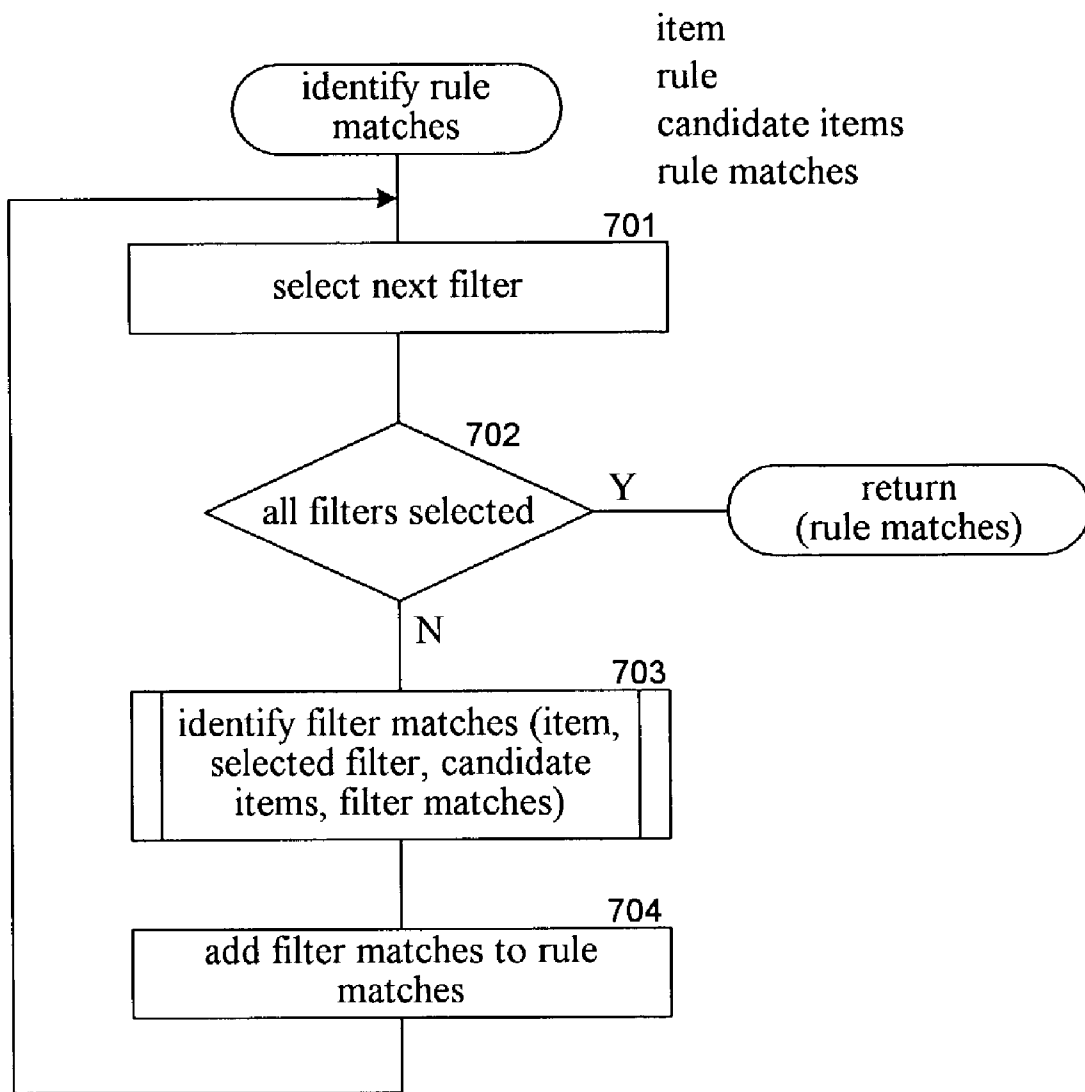 item
rule
candidate items
rule matches
identify rule
matches
701
select next filter
702
all filters selected
Y
return
(rule matches)
N
703
identify filter matches (item,
selected filter, candidate
items, filter matches)
704
add filter matches to rule
matches